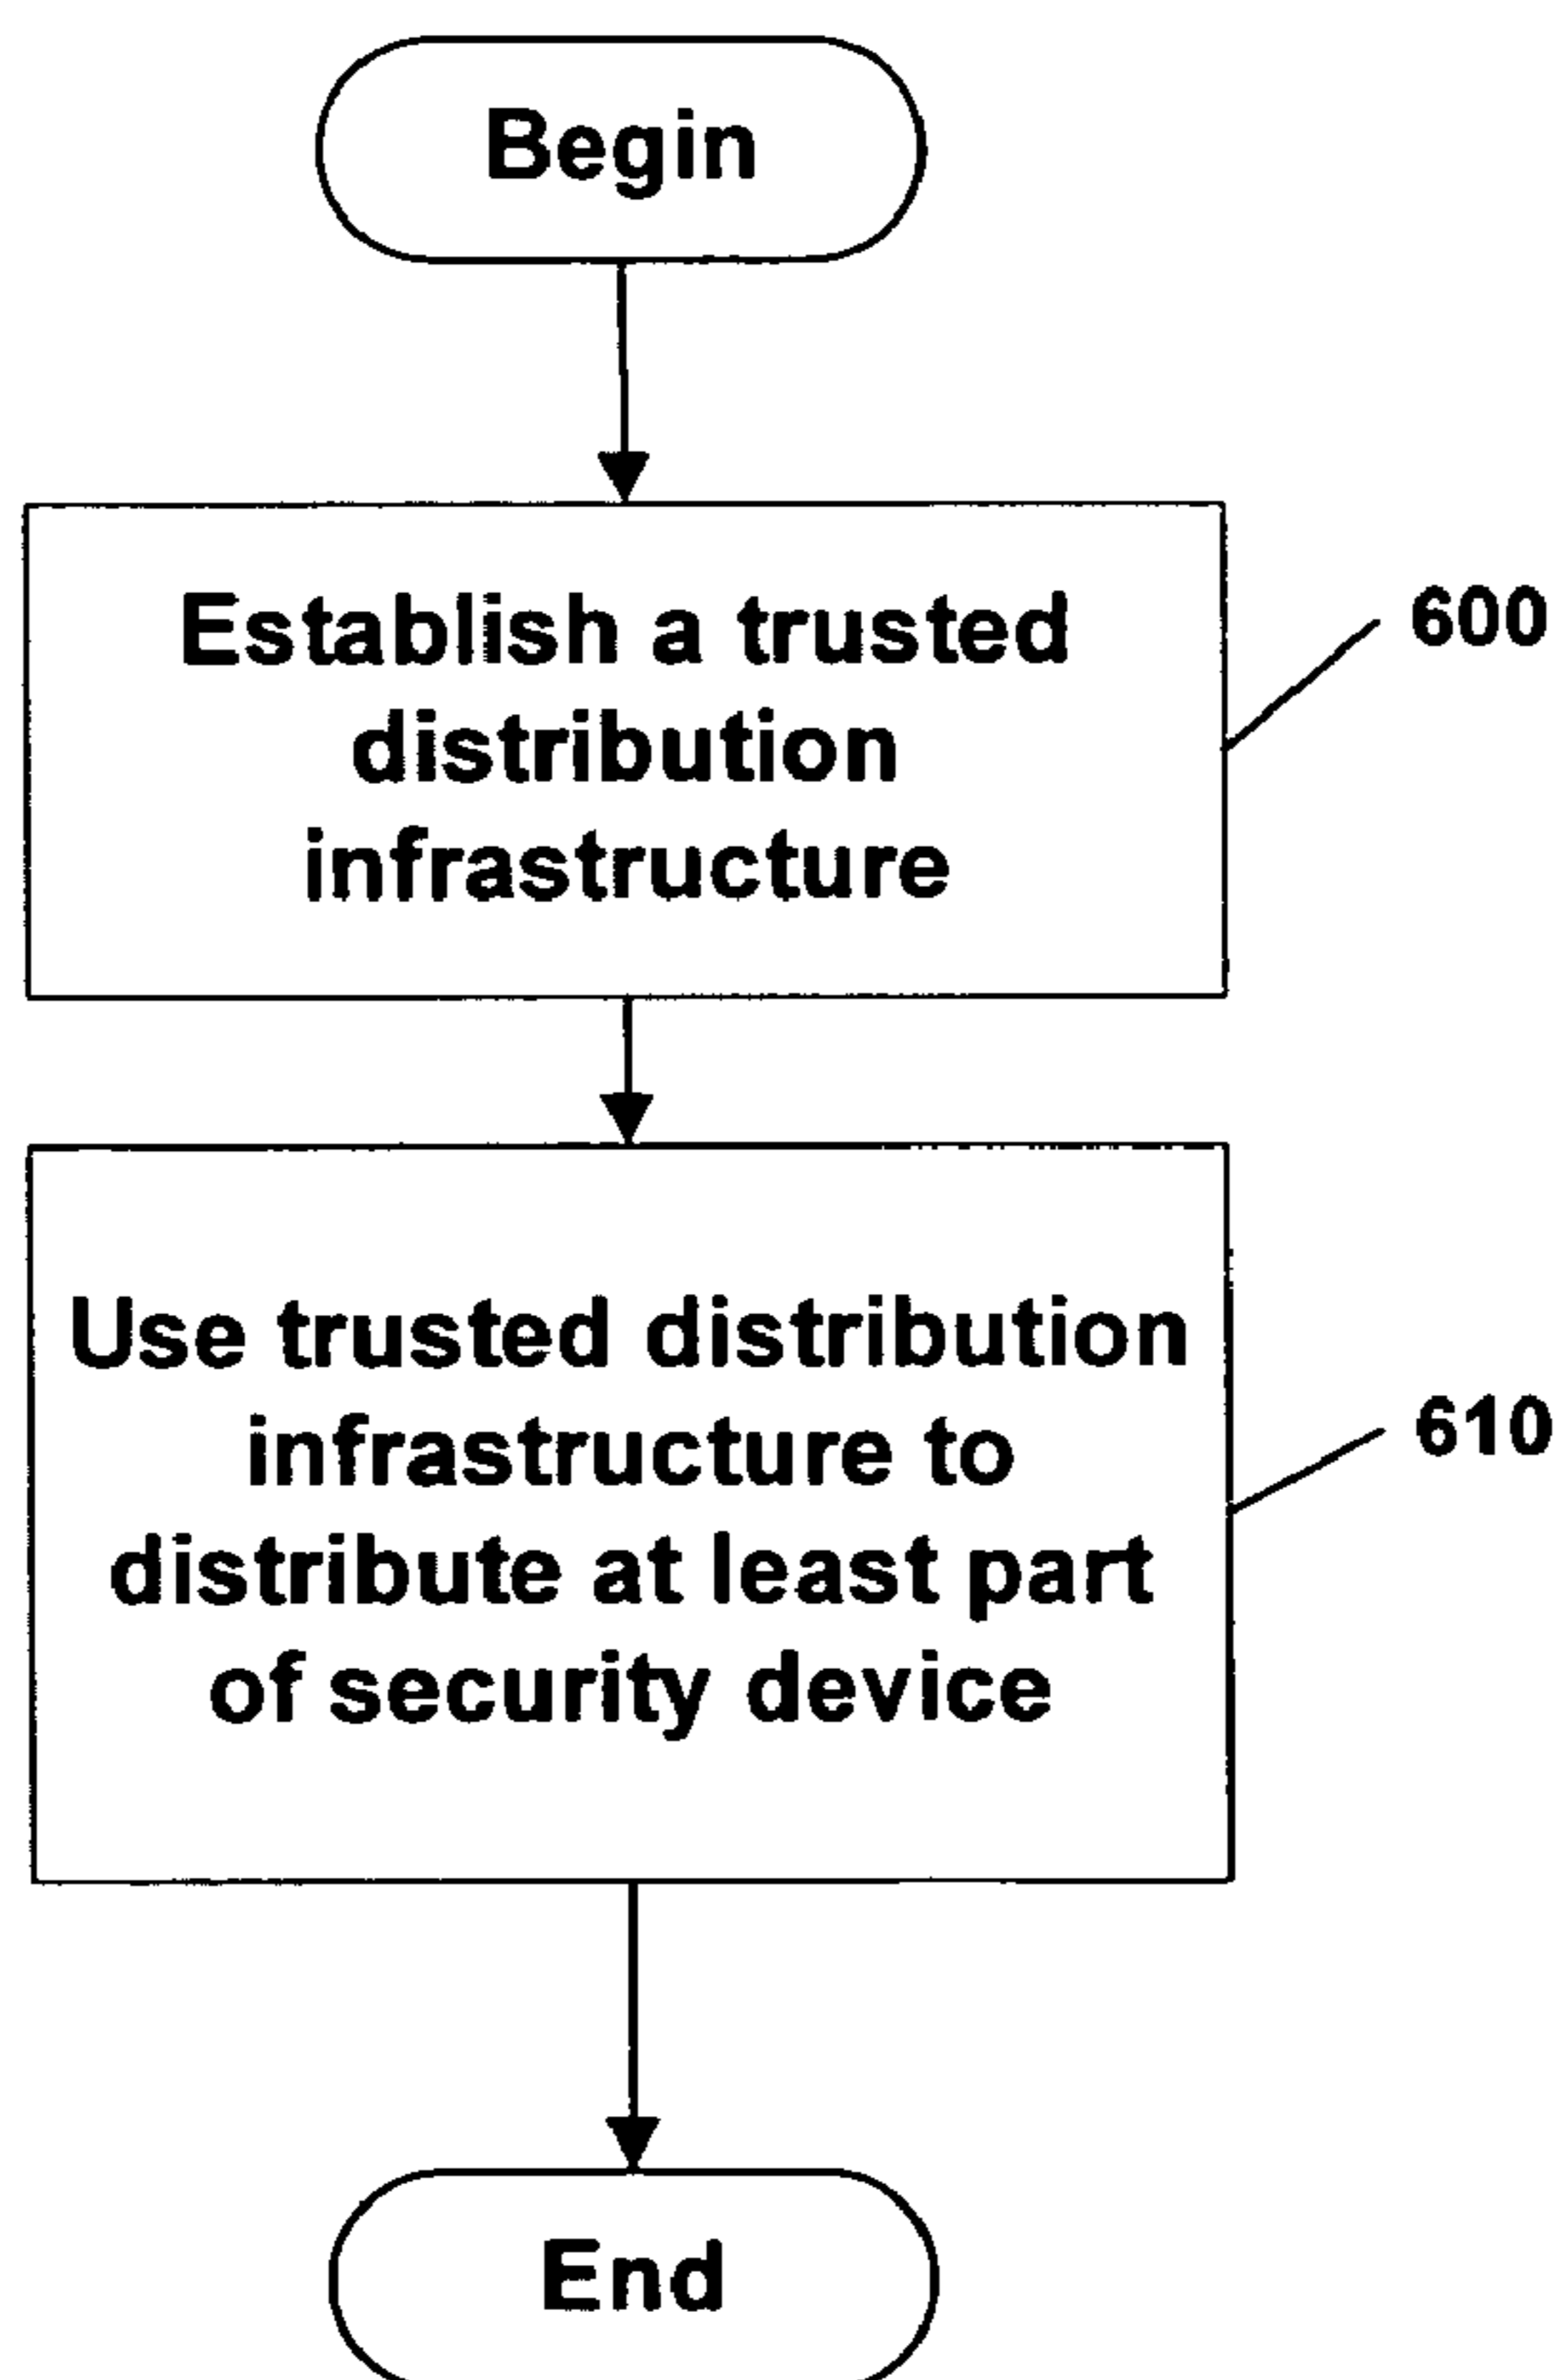 Begin
Establish a trusted
distribution
infrastructure
600
Use trusted distribution
infrastructure to
distribute at least part
of security device
610
End